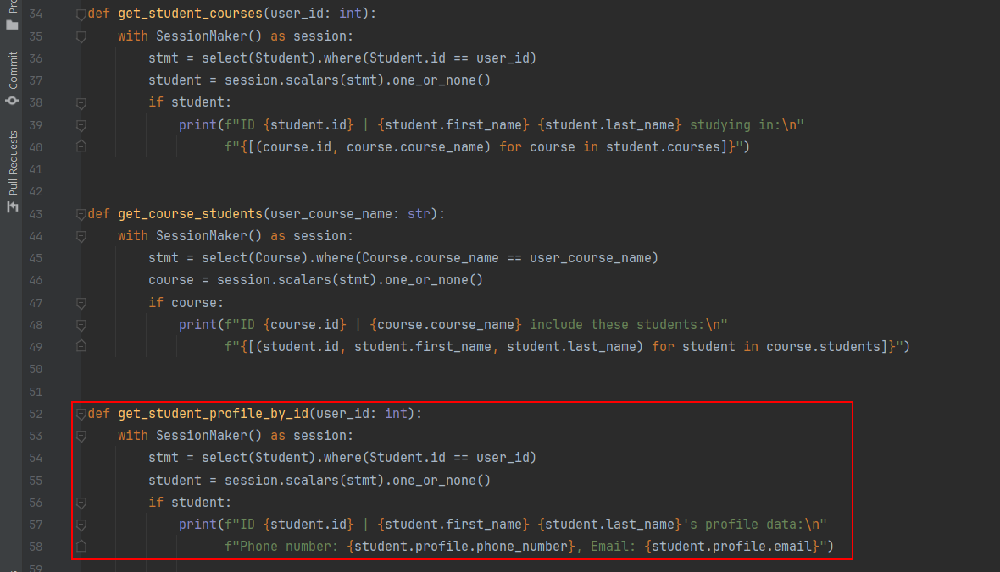 Commit
Pull Requests
34 def get_student_courses(user_id: int):
35     with SessionMaker() as session:
36         stmt = select(Student).where(Student.id == user_id)
37         student = session.scalars(stmt).one_or_none()
38         if student:
39             print(f"ID {student.id} | {student.first_name} {student.last_name} studying in:\n"
40                   f"{[(course.id, course.course_name) for course in student.courses]}")
41
42
43 def get_course_students(user_course_name: str):
44     with SessionMaker() as session:
45         stmt = select(Course).where(Course.course_name == user_course_name)
46         course = session.scalars(stmt).one_or_none()
47         if course:
48             print(f"ID {course.id} | {course.course_name} include these students:\n"
49                   f"{[(student.id, student.first_name, student.last_name) for student in course.students]}")
50
51
52 def get_student_profile_by_id(user_id: int):
53     with SessionMaker() as session:
54         stmt = select(Student).where(Student.id == user_id)
55         student = session.scalars(stmt).one_or_none()
56         if student:
57             print(f"ID {student.id} | {student.first_name} {student.last_name}'s profile data:\n"
58                   f"Phone number: {student.profile.phone_number}, Email: {student.profile.email}")
59